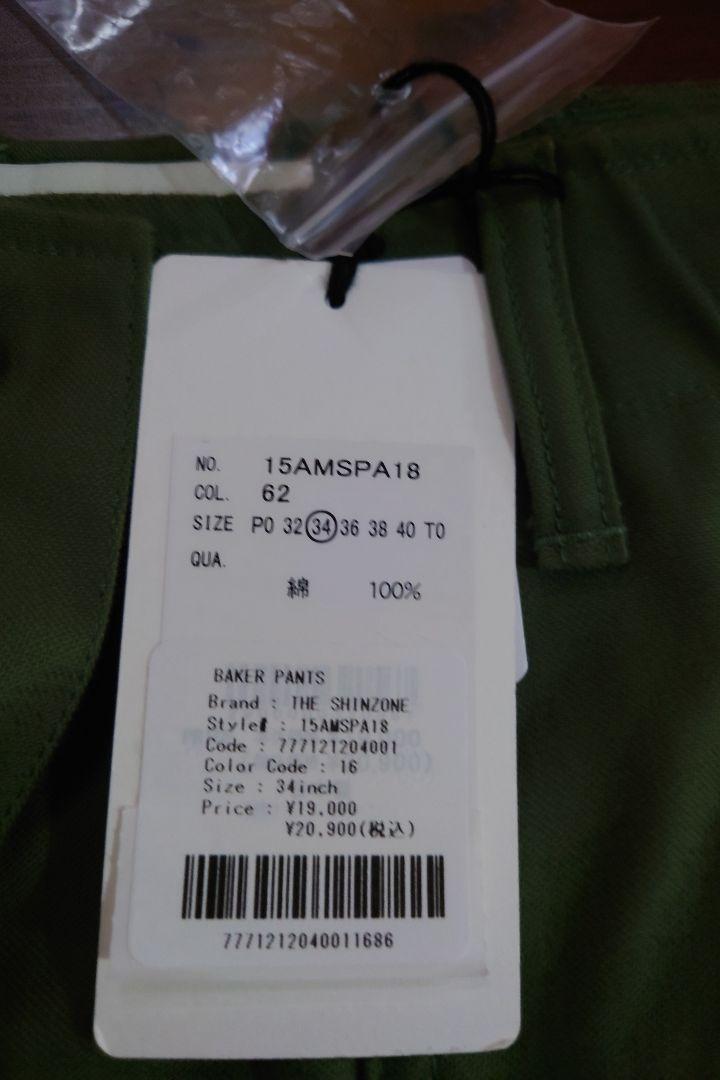 NO. 15AMSPA18
COL. 62
SIZE P0 32 34 36 38 40 T0
QUA.
綿 100%
BAKER PANTS
Brand : THE SHINZONE
Style# : 15AMSPA18
Code : 777121204001
Color Code : 16
Size : 34inch
Price : ¥19,000
¥20,900(税込)
7771212040011686